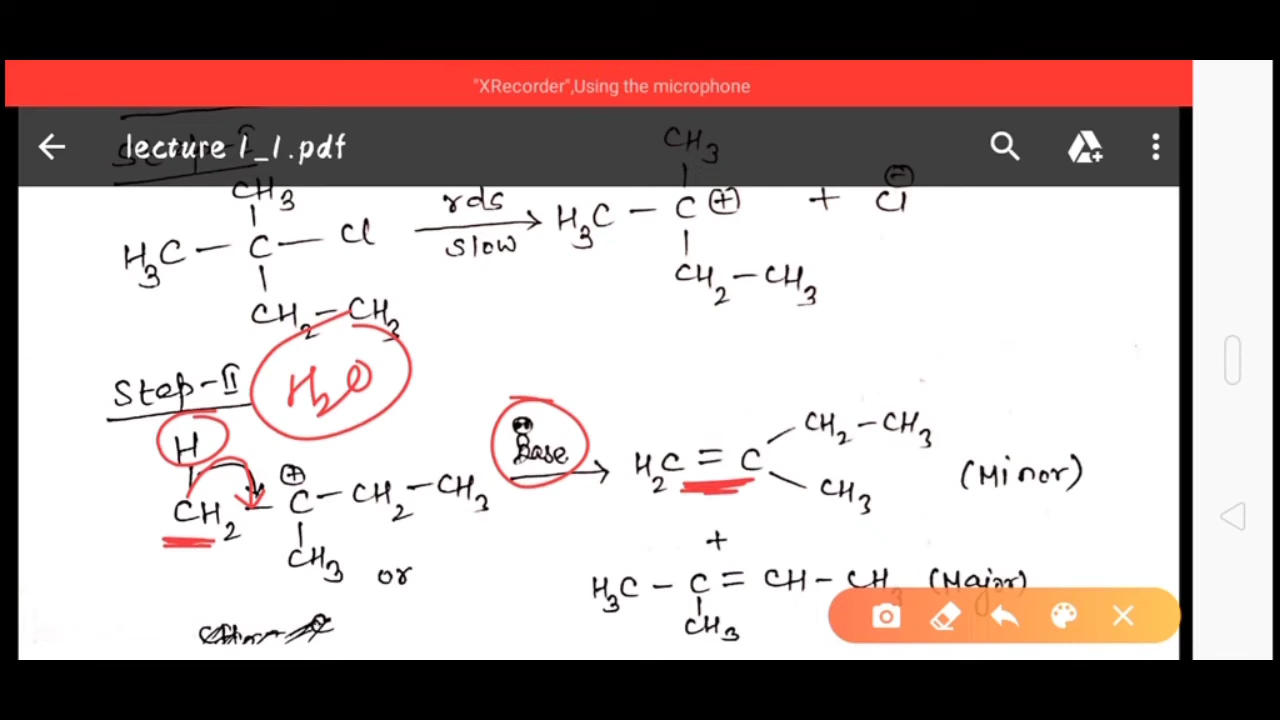 "XRecorder",Using the microphone
lecture 1_1.pdf
Step-I
CH3
H3C — C — Cl
CH2—CH3
rds
slow
CH3
H3C — C ⊕ + Cl⊖
CH2—CH3
Step-II
H2O
H
CH2 — C⊕ — CH2 — CH3
CH3
or
Base
H2C = C
CH2—CH3
CH3
(Minor)
+
H3C — C = CH — CH3 (Major)
CH3